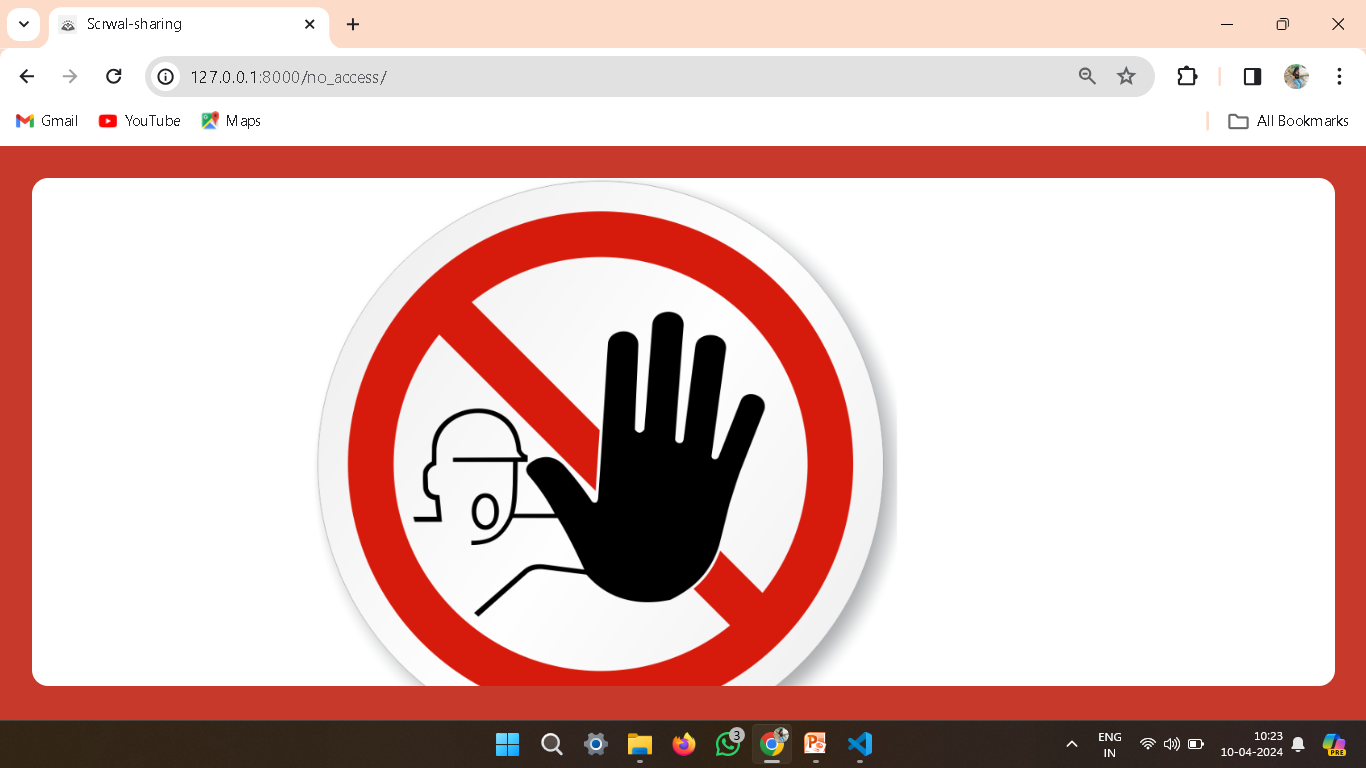 Scrwal-sharing
127.0.0.1:8000/no_access/
Gmail YouTube Maps All Bookmarks
3
ENG
IN
10:23
10-04-2024
PRE